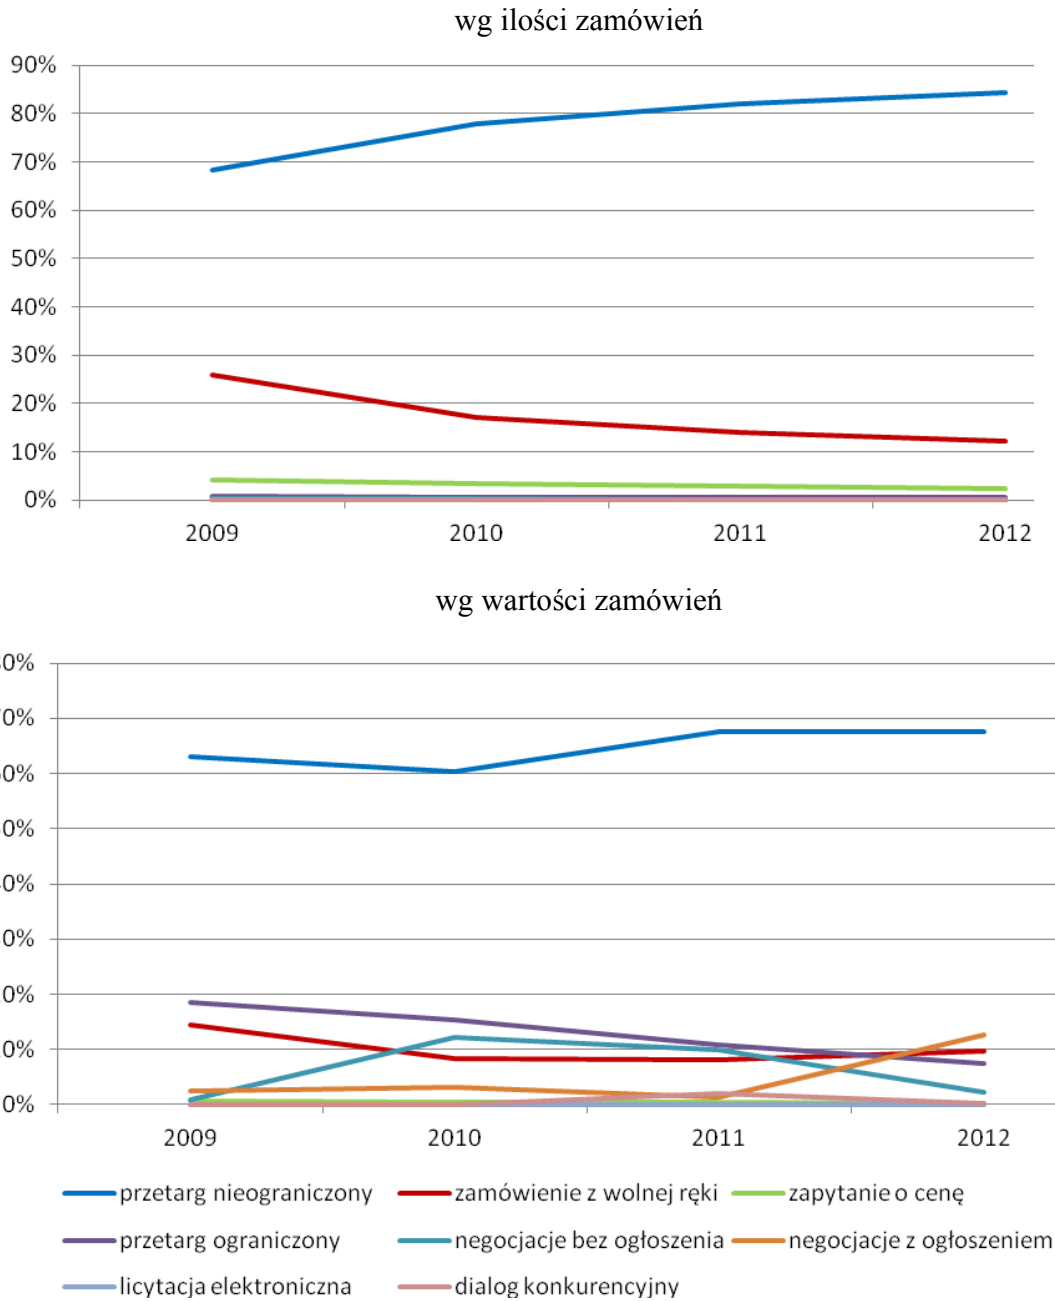 wg ilości zamówień
90%
80%
70%
60%
50%
40%
30%
20%
10%
0%
2009 2010 2011 2012
wg wartości zamówień
0%
0%
0%
0%
0%
0%
0%
0%
0%
2009 2010 2011 2012
przetarg nieograniczony zamówienie z wolnej ręki zapytanie o cenę
przetarg ograniczony negocjacje bez ogłoszenia negocjacje z ogłoszeniem
licytacja elektroniczna dialog konkurencyjny